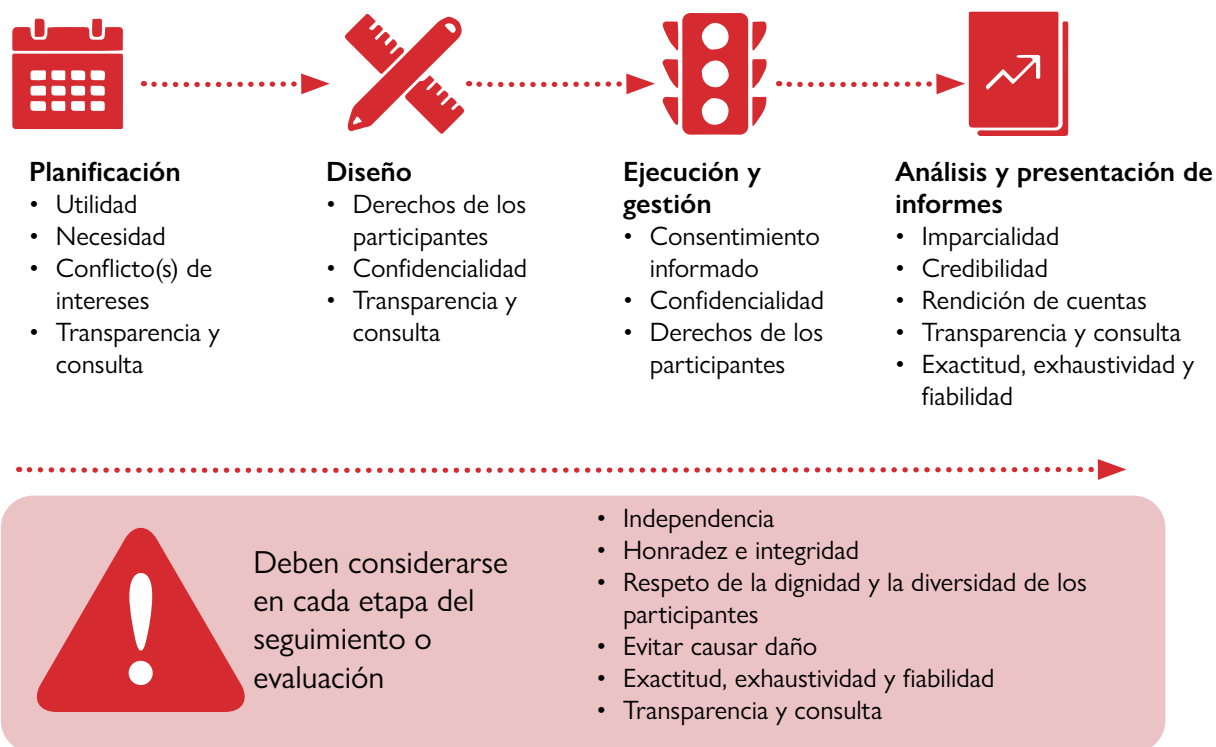 Planificación
• Utilidad
• Necesidad
• Conflicto(s) de
intereses
• Transparencia y
consulta
Diseño
• Derechos de los
participantes
• Confidencialidad
• Transparencia y
consulta
Ejecución y
gestión
• Consentimiento
informado
• Confidencialidad
• Derechos de los
participantes
Análisis y presentación de
informes
• Imparcialidad
• Credibilidad
• Rendición de cuentas
• Transparencia y consulta
• Exactitud, exhaustividad y
fiabilidad
Deben considerarse
en cada etapa del
seguimiento o
evaluación
• Independencia
• Honradez e integridad
• Respeto de la dignidad y la diversidad de los
participantes
• Evitar causar daño
• Exactitud, exhaustividad y fiabilidad
• Transparencia y consulta